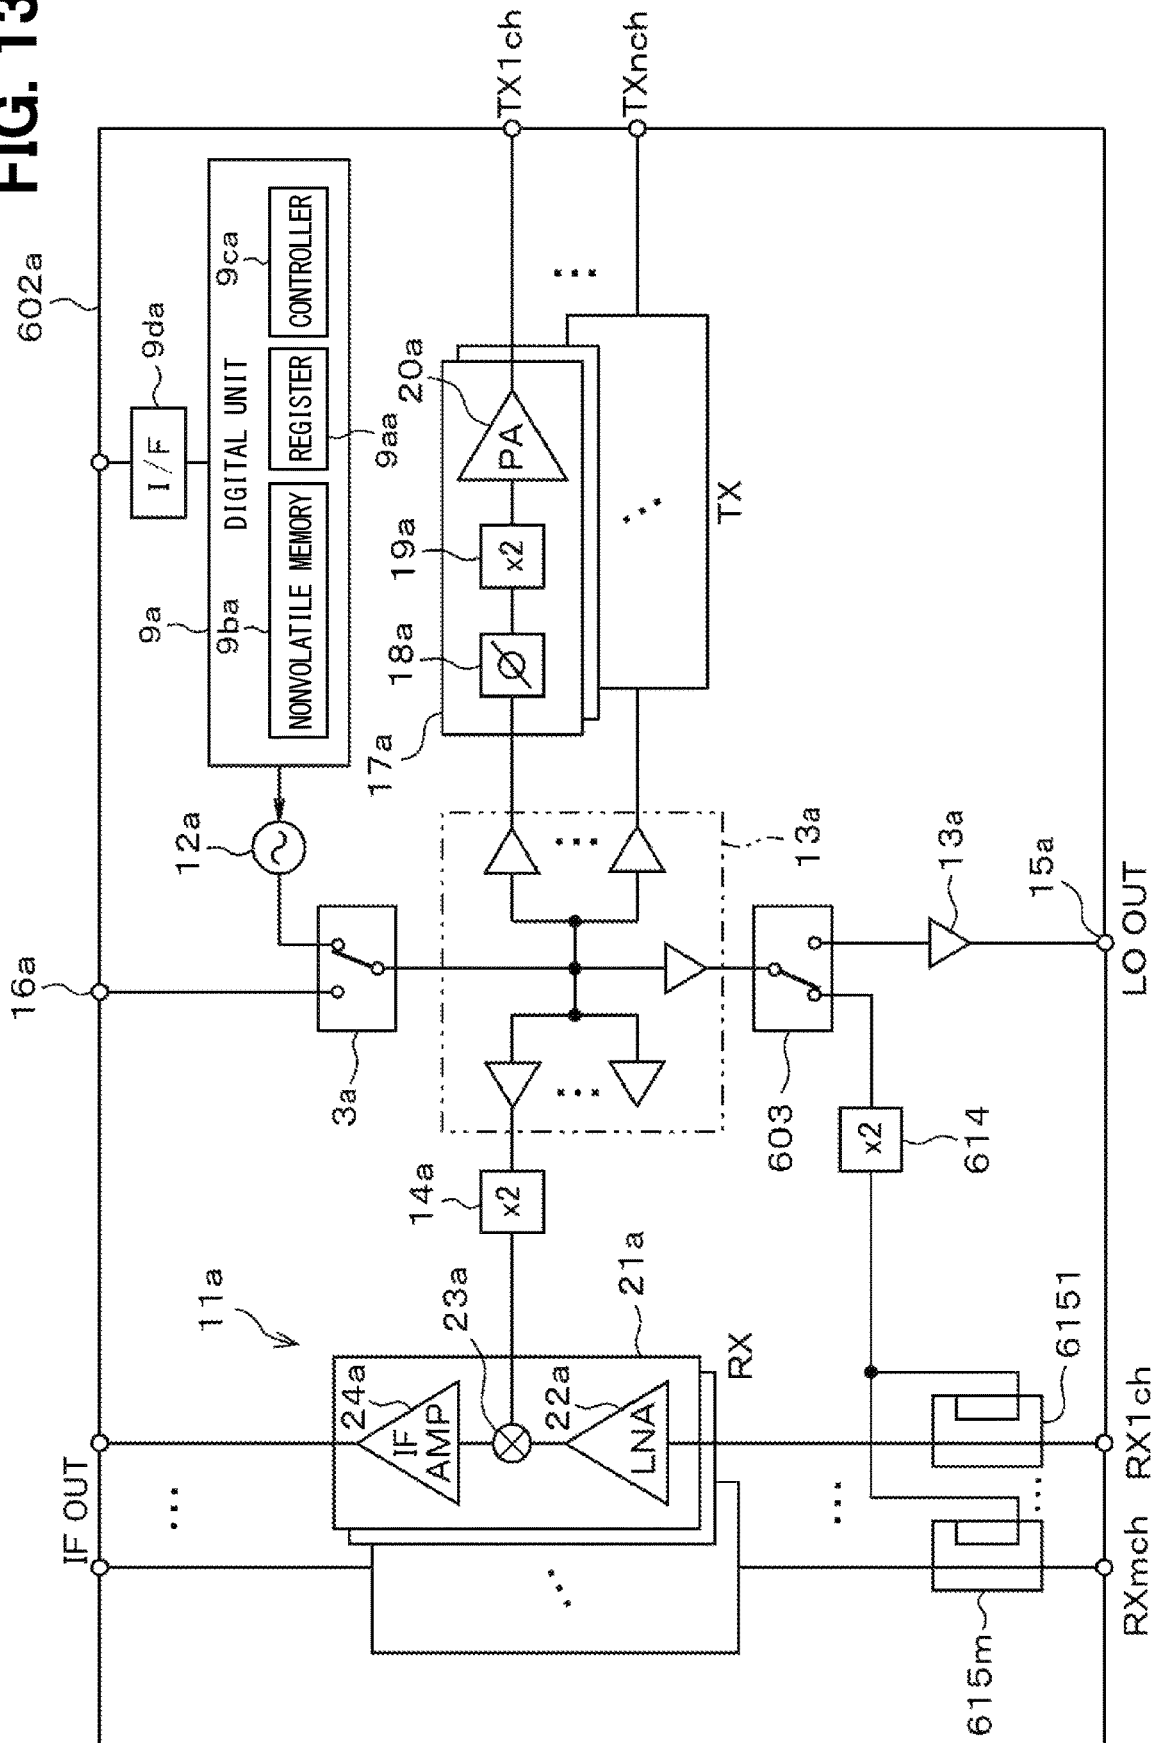 FIG. 13
602a
9da
I/F
9a
DIGITAL UNIT
9ba
NONVOLATILE MEMORY
REGISTER
9aa
9ca
CONTROLLER
16a
12a
3a
17a
18a
ϕ
19a
x2
20a
PA
TX
TX1ch
TXnch
13a
603
13a
15a
LO OUT
614
x2
14a
x2
11a
IF OUT
24a
IF
AMP
23a
22a
LNA
21a
RX
6151
615m
RX1ch
RXmch